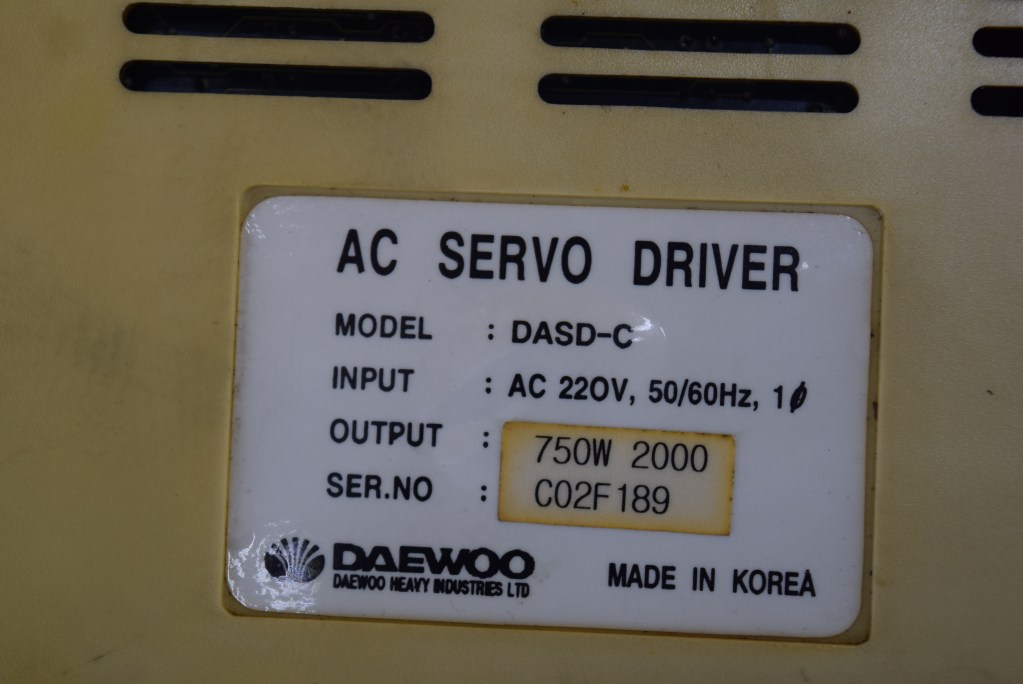 AC SERVO DRIVER
MODEL : DASD-C
INPUT : AC 220V, 50/60Hz, 1ø
OUTPUT : 750W 2000
SER.NO : C02F189
DAEWOO
DAEWOO HEAVY INDUSTRIES LTD
MADE IN KOREA